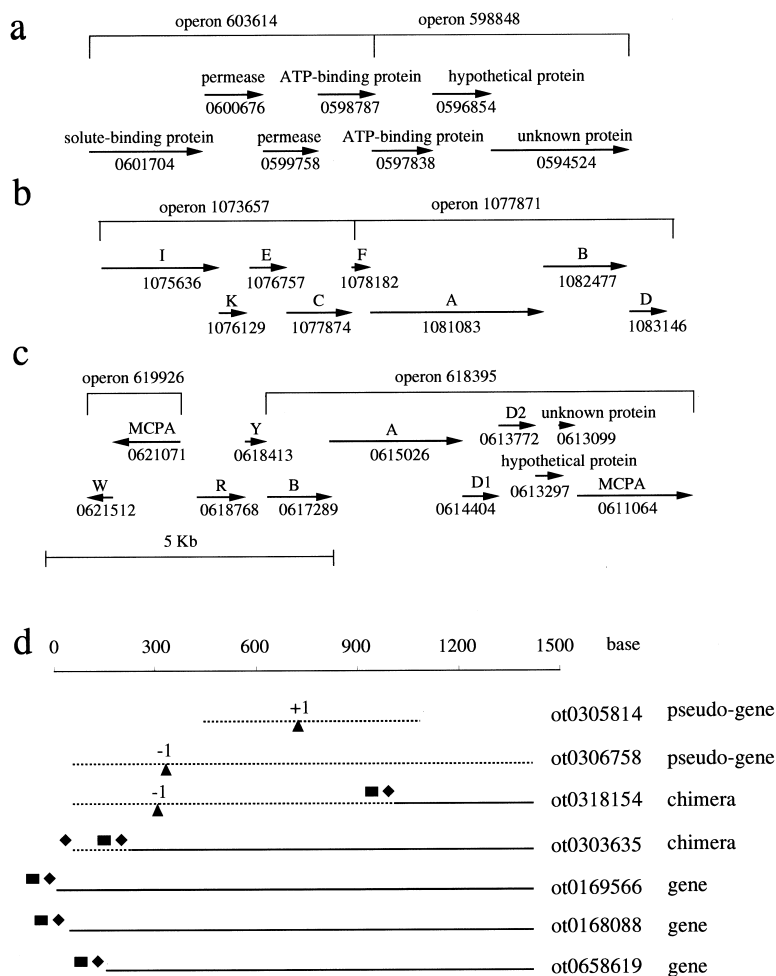 a
operon 603614 operon 598848
permease ATP-binding protein hypothetical protein
0600676 0598787 0596854
solute-binding protein permease ATP-binding protein unknown protein
0601704 0599758 0597838 0594524
b
operon 1073657 operon 1077871
I E F B
1075636 1076757 1078182 1082477
K C A D
1076129 1077874 1081083 1083146
c
operon 619926 operon 618395
D2 unknown protein
MCPA Y A 0613772 0613099
0621071 0618413 0615026
hypothetical protein
W R B D1 0613297 MCPA
0621512 0618768 0617289 0614404 0611064
5 Kb
d 0 300 600 900 1200 1500 base
+1 ot0305814 pseudo-gene
-1 ot0306758 pseudo-gene
-1 ot0318154 chimera
ot0303635 chimera
ot0169566 gene
ot0168088 gene
ot0658619 gene